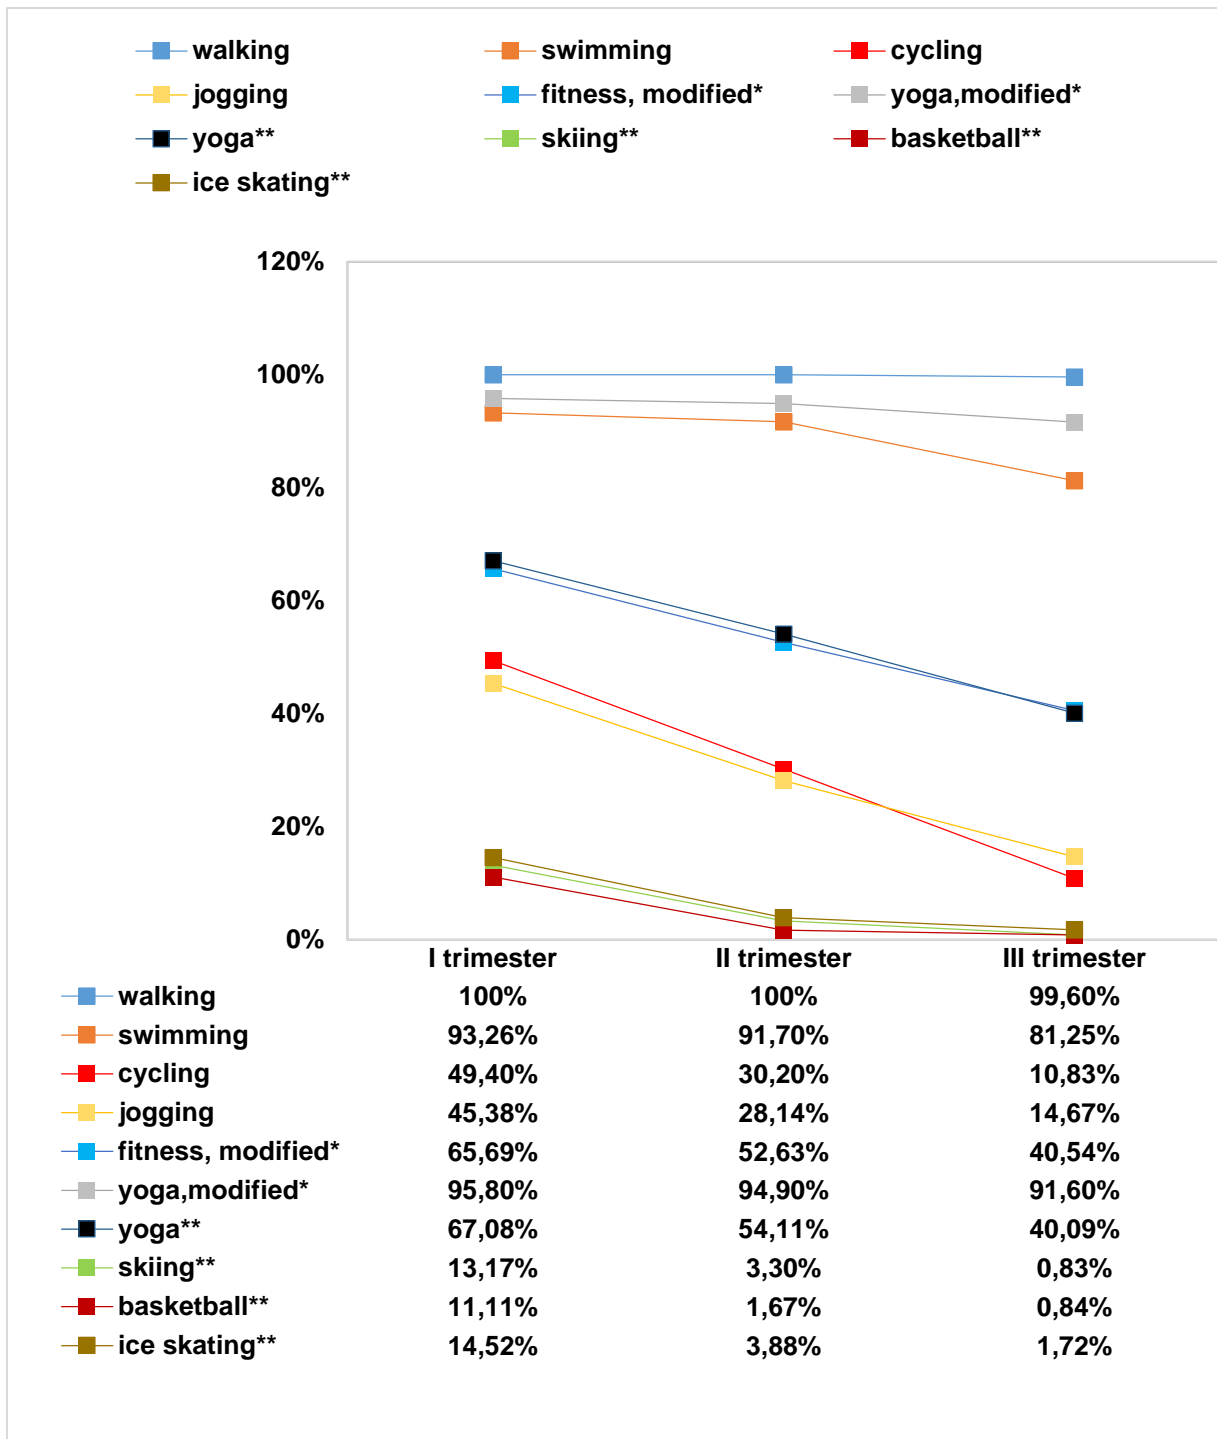 walking swimming cycling
jogging fitness, modified* yoga,modified*
yoga** skiing** basketball**
ice skating**
120%
100%
80%
60%
40%
20%
0%
I trimester II trimester III trimester
walking 100% 100% 99,60%
swimming 93,26% 91,70% 81,25%
cycling 49,40% 30,20% 10,83%
jogging 45,38% 28,14% 14,67%
fitness, modified* 65,69% 52,63% 40,54%
yoga,modified* 95,80% 94,90% 91,60%
yoga** 67,08% 54,11% 40,09%
skiing** 13,17% 3,30% 0,83%
basketball** 11,11% 1,67% 0,84%
ice skating** 14,52% 3,88% 1,72%